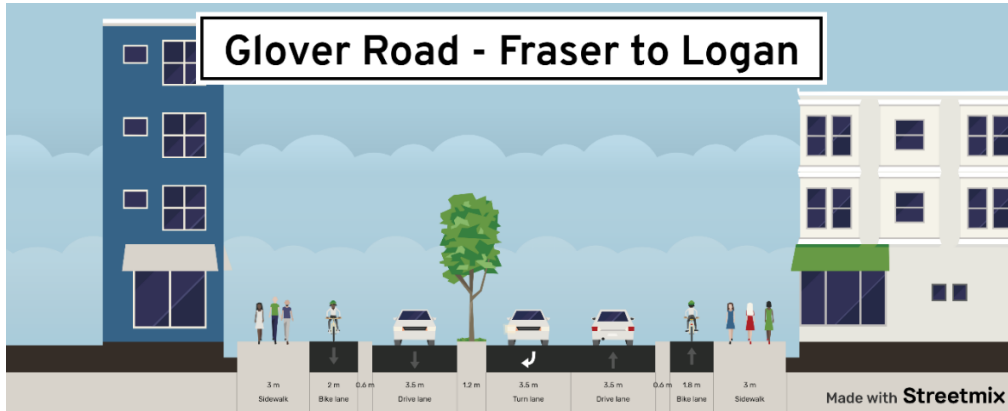 Glover Road - Fraser to Logan
3 m
Sidewalk
2 m
Bike lane
0.6 m
3.5 m
Drive lane
1.2 m
3.5 m
Turn lane
3.5 m
Drive lane
0.6 m
1.8 m
Bike lane
3 m
Sidewalk
Made with Streetmix